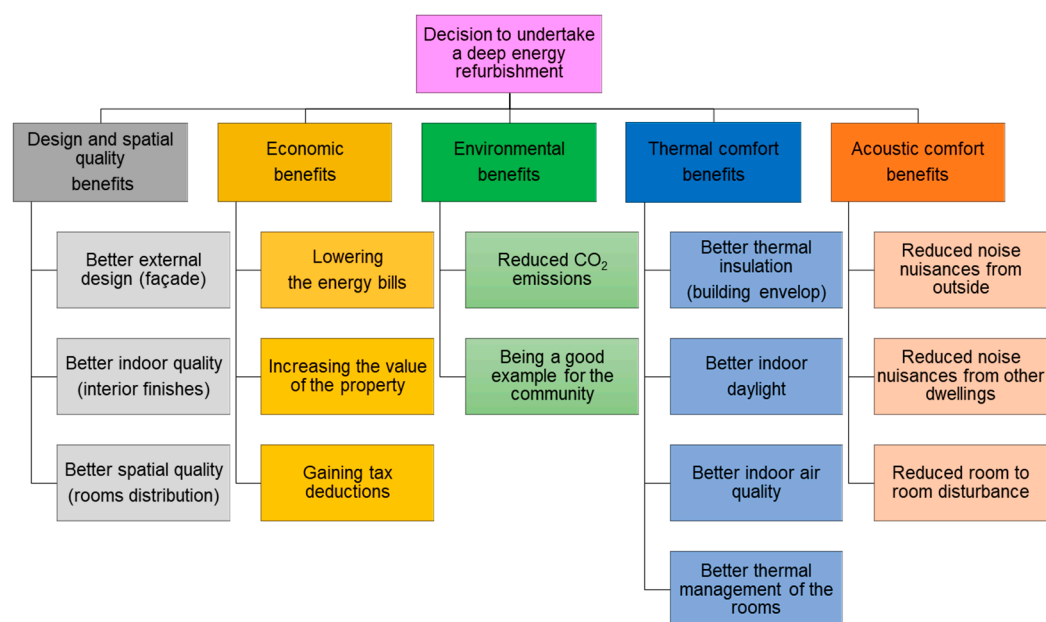 Decision to undertake
a deep energy
refurbishment
Design and spatial
quality
benefits
Economic
benefits
Environmental
benefits
Thermal comfort
benefits
Acoustic comfort
benefits
Better external
design (façade)
Better indoor quality
(interior finishes)
Better spatial quality
(rooms distribution)
Lowering
the energy bills
Increasing the value
of the property
Gaining tax
deductions
Reduced CO₂
emissions
Being a good
example for the
community
Better thermal
insulation
(building envelop)
Better indoor
daylight
Better indoor air
quality
Better thermal
management of the
rooms
Reduced noise
nuisances from
outside
Reduced noise
nuisances from other
dwellings
Reduced room to
room disturbance